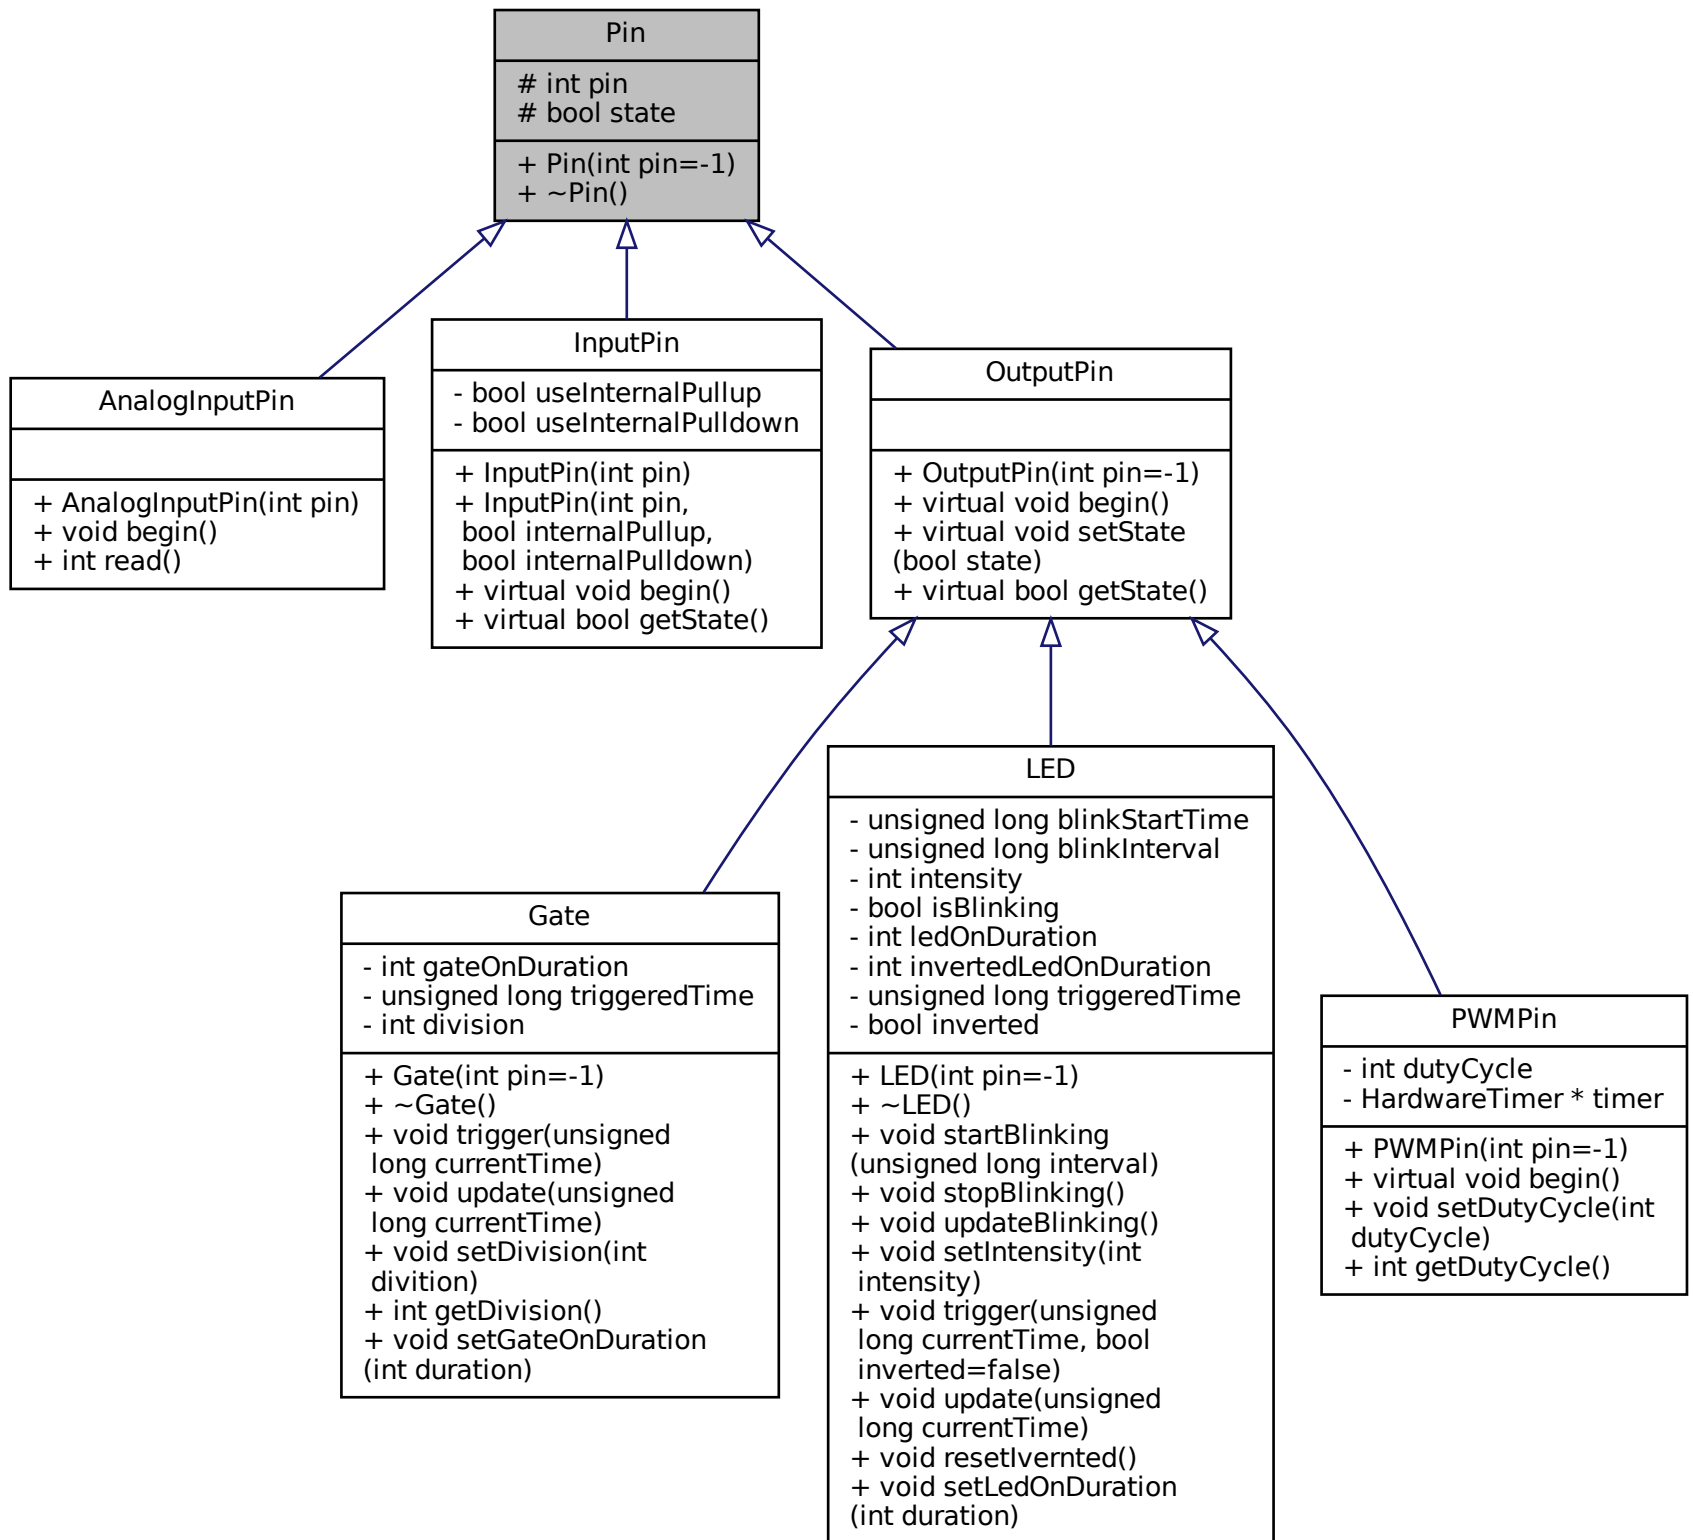 Pin
# int pin
# bool state
+ Pin(int pin=-1)
+ ~Pin()
AnalogInputPin
+ AnalogInputPin(int pin)
+ void begin()
+ int read()
InputPin
- bool useInternalPullup
- bool useInternalPulldown
+ InputPin(int pin)
+ InputPin(int pin,
bool internalPullup,
bool internalPulldown)
+ virtual void begin()
+ virtual bool getState()
OutputPin
+ OutputPin(int pin=-1)
+ virtual void begin()
+ virtual void setState
(bool state)
+ virtual bool getState()
Gate
- int gateOnDuration
- unsigned long triggeredTime
- int division
+ Gate(int pin=-1)
+ ~Gate()
+ void trigger(unsigned
long currentTime)
+ void update(unsigned
long currentTime)
+ void setDivision(int
divition)
+ int getDivision()
+ void setGateOnDuration
(int duration)
LED
- unsigned long blinkStartTime
- unsigned long blinkInterval
- int intensity
- bool isBlinking
- int ledOnDuration
- int invertedLedOnDuration
- unsigned long triggeredTime
- bool inverted
+ LED(int pin=-1)
+ ~LED()
+ void startBlinking
(unsigned long interval)
+ void stopBlinking()
+ void updateBlinking()
+ void setIntensity(int
intensity)
+ void trigger(unsigned
long currentTime, bool
inverted=false)
+ void update(unsigned
long currentTime)
+ void resetIvernted()
+ void setLedOnDuration
(int duration)
PWMPin
- int dutyCycle
- HardwareTimer * timer
+ PWMPin(int pin=-1)
+ virtual void begin()
+ void setDutyCycle(int
dutyCycle)
+ int getDutyCycle()